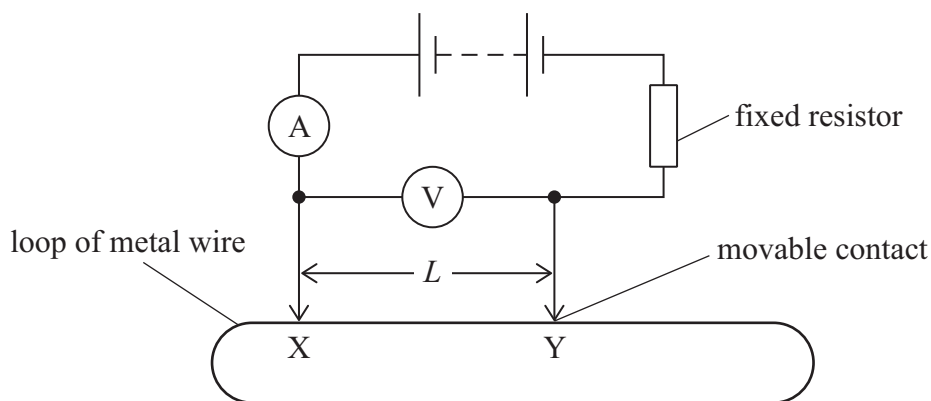 A
fixed resistor
V
loop of metal wire
movable contact
L
X
Y